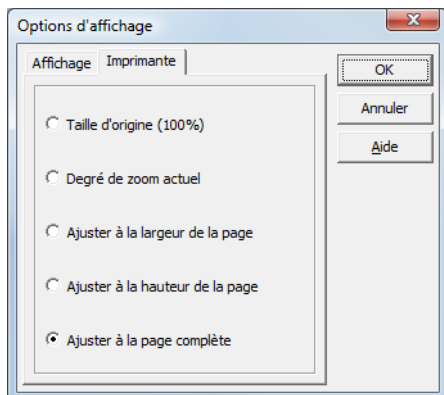 Options d'affichage
Affichage
Imprimante
Taille d'origine (100%)
Degré de zoom actuel
Ajuster à la largeur de la page
Ajuster à la hauteur de la page
Ajuster à la page complète
OK
Annuler
Aide